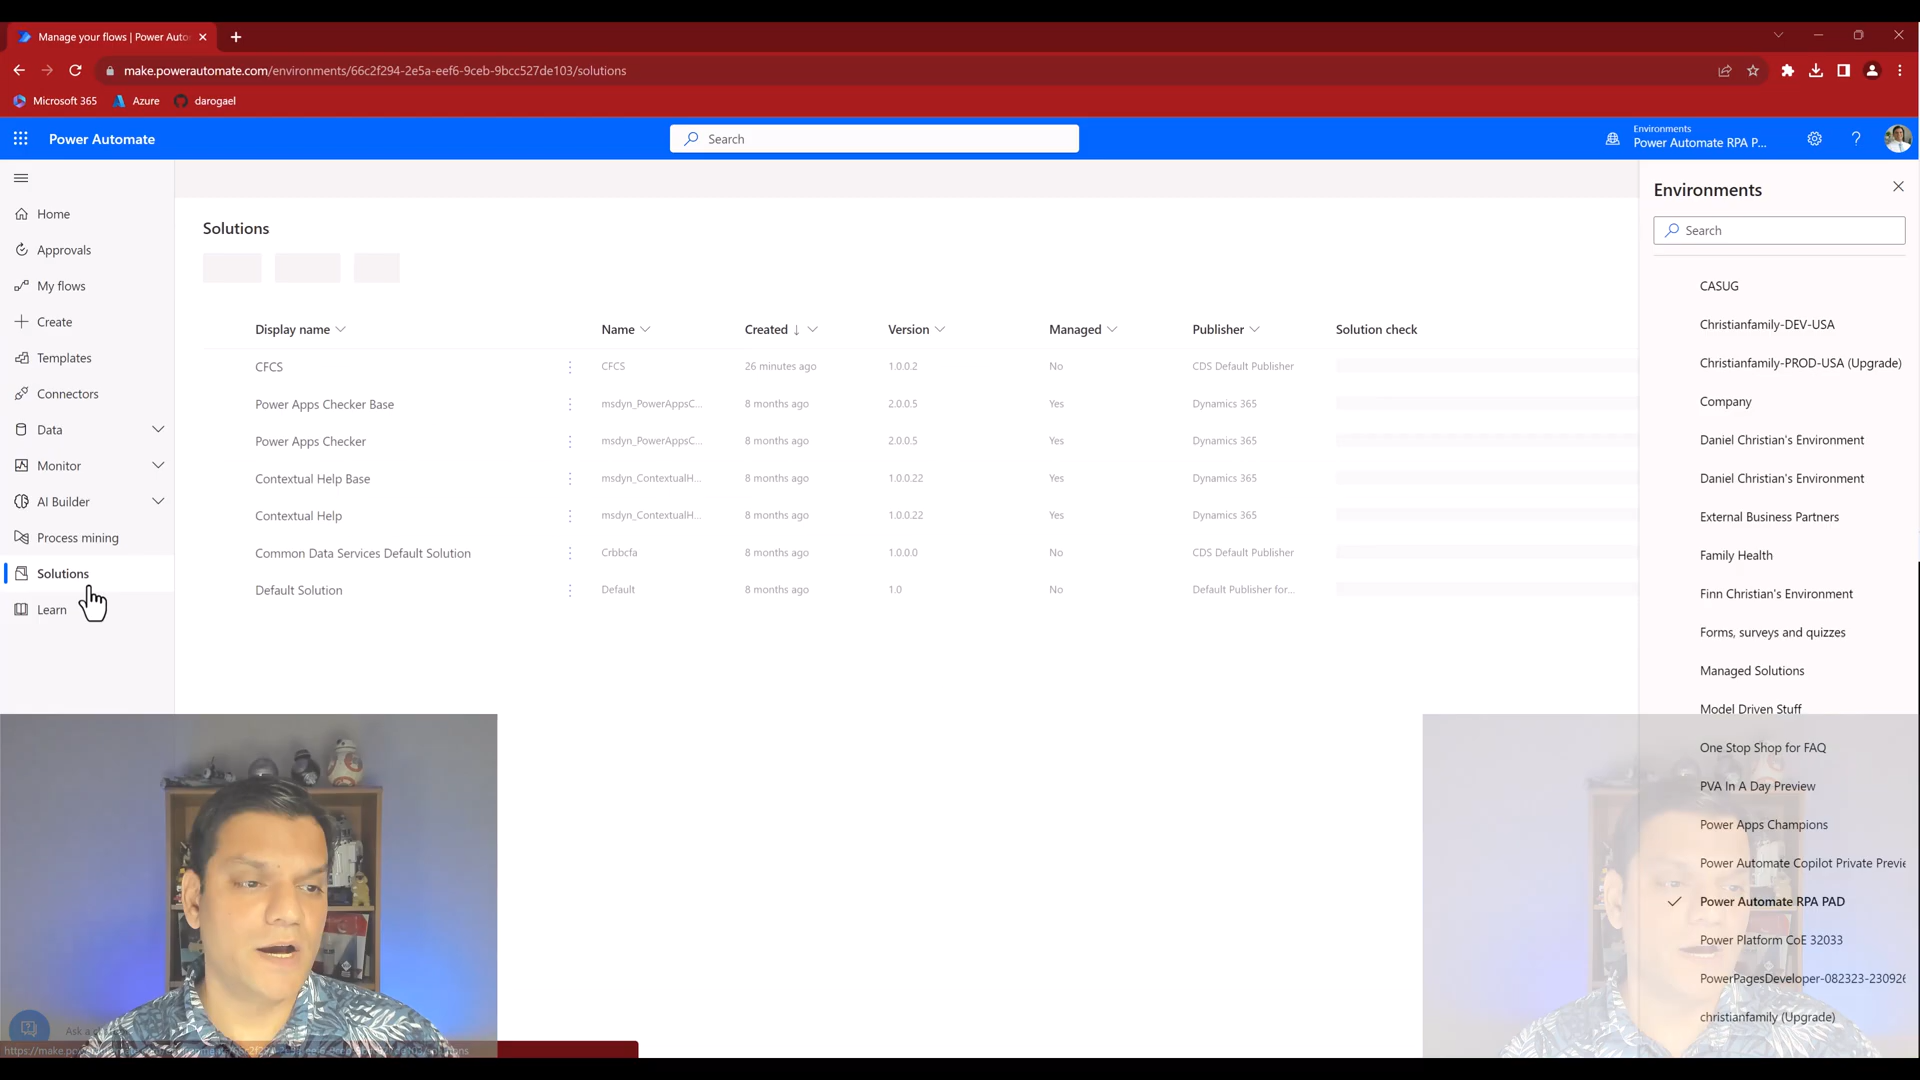 Manage your flows | Power Auto
make.powerautomate.com/environments/66c2f294-2e5a-eef6-9ceb-9bcc527de103/solutions
Microsoft 365 Azure darogael
Power Automate
Search
Environments
Power Automate RPA P...
Home
Approvals
My flows
Create
Templates
Connectors
Data
Monitor
AI Builder
Process mining
Solutions
Learn
Solutions
Display name Name Created Version Managed Publisher Solution check
CFCS CFCS 26 minutes ago 1.0.0.2 No CDS Default Publisher
Power Apps Checker Base msdyn_PowerAppsC... 8 months ago 2.0.0.5 Yes Dynamics 365
Power Apps Checker msdyn_PowerAppsC... 8 months ago 2.0.0.5 Yes Dynamics 365
Contextual Help Base msdyn_ContextualH... 8 months ago 1.0.0.22 Yes Dynamics 365
Contextual Help msdyn_ContextualH... 8 months ago 1.0.0.22 Yes Dynamics 365
Common Data Services Default Solution Crbbcfa 8 months ago 1.0.0.0 No CDS Default Publisher
Default Solution Default 8 months ago 1.0 No Default Publisher for...
Environments
Search
CASUG
Christianfamily-DEV-USA
Christianfamily-PROD-USA (Upgrade)
Company
Daniel Christian's Environment
Daniel Christian's Environment
External Business Partners
Family Health
Finn Christian's Environment
Forms, surveys and quizzes
Managed Solutions
Model Driven Stuff
One Stop Shop for FAQ
PVA In A Day Preview
Power Apps Champions
Power Automate Copilot Private Previe
Power Automate RPA PAD
Power Platform CoE 32033
PowerPagesDeveloper-082323-230926
christianfamily (Upgrade)
Ask a